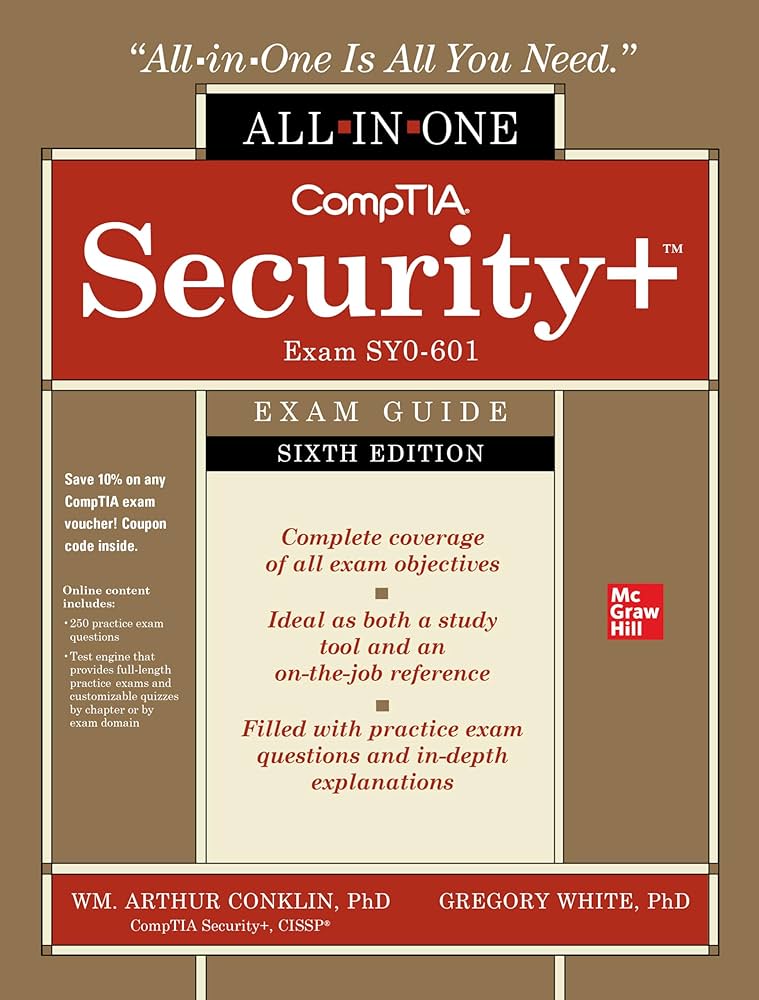 “All-in-One Is All You Need.”
ALL-IN-ONE
CompTIA®
Security+™
Exam SY0-601
EXAM GUIDE
SIXTH EDITION
Save 10% on any
CompTIA exam
voucher! Coupon
code inside.
Online content
includes:
• 250 practice exam
questions
• Test engine that
provides full-length
practice exams and
customizable quizzes
by chapter or by
exam domain
Complete coverage
of all exam objectives
Ideal as both a study
tool and an
on-the-job reference
Filled with practice exam
questions and in-depth
explanations
Mc
Graw
Hill
WM. ARTHUR CONKLIN, PhD
CompTIA Security+, CISSP®
GREGORY WHITE, PhD